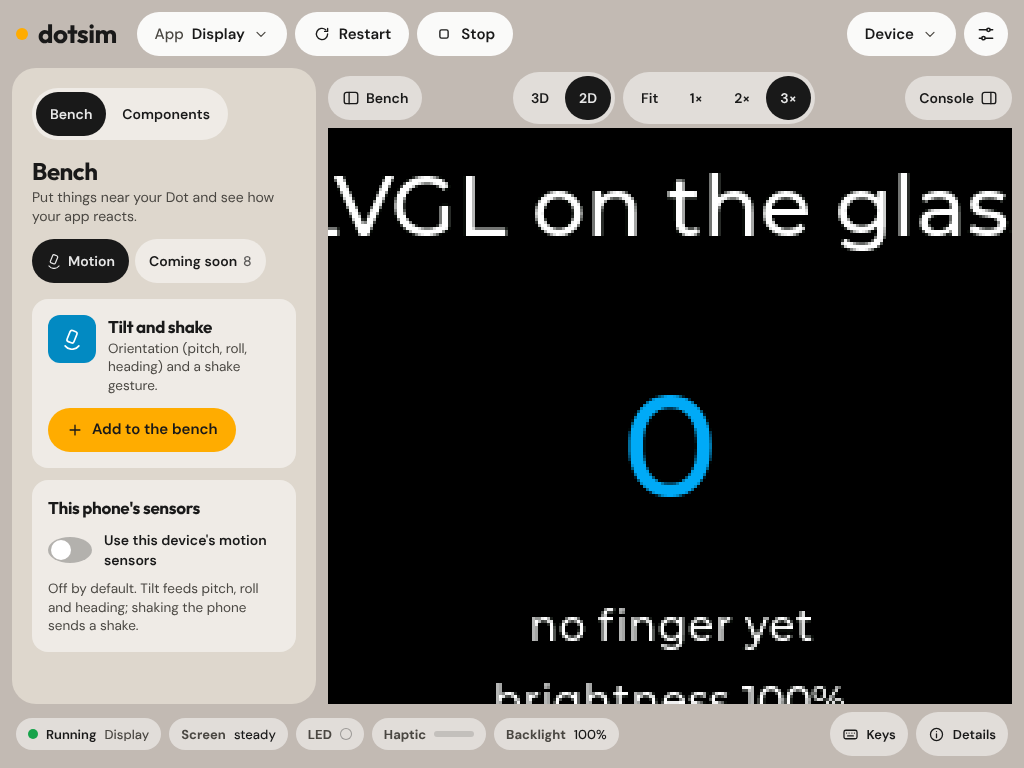 dotsim
App Display
Restart
Stop
Device
Bench
Components
Bench
3D
2D
Fit
1×
2×
3×
Console
Bench
Put things near your Dot and see how
your app reacts.
Motion
Coming soon 8
Tilt and shake
Orientation (pitch, roll,
heading) and a shake
gesture.
Add to the bench
This phone's sensors
Use this device's motion
sensors
Off by default. Tilt feeds pitch, roll
and heading; shaking the phone
sends a shake.
LVGL on the glas
0
no finger yet
brightness 100%
Running Display
Screen steady
LED
Haptic
Backlight 100%
Keys
Details